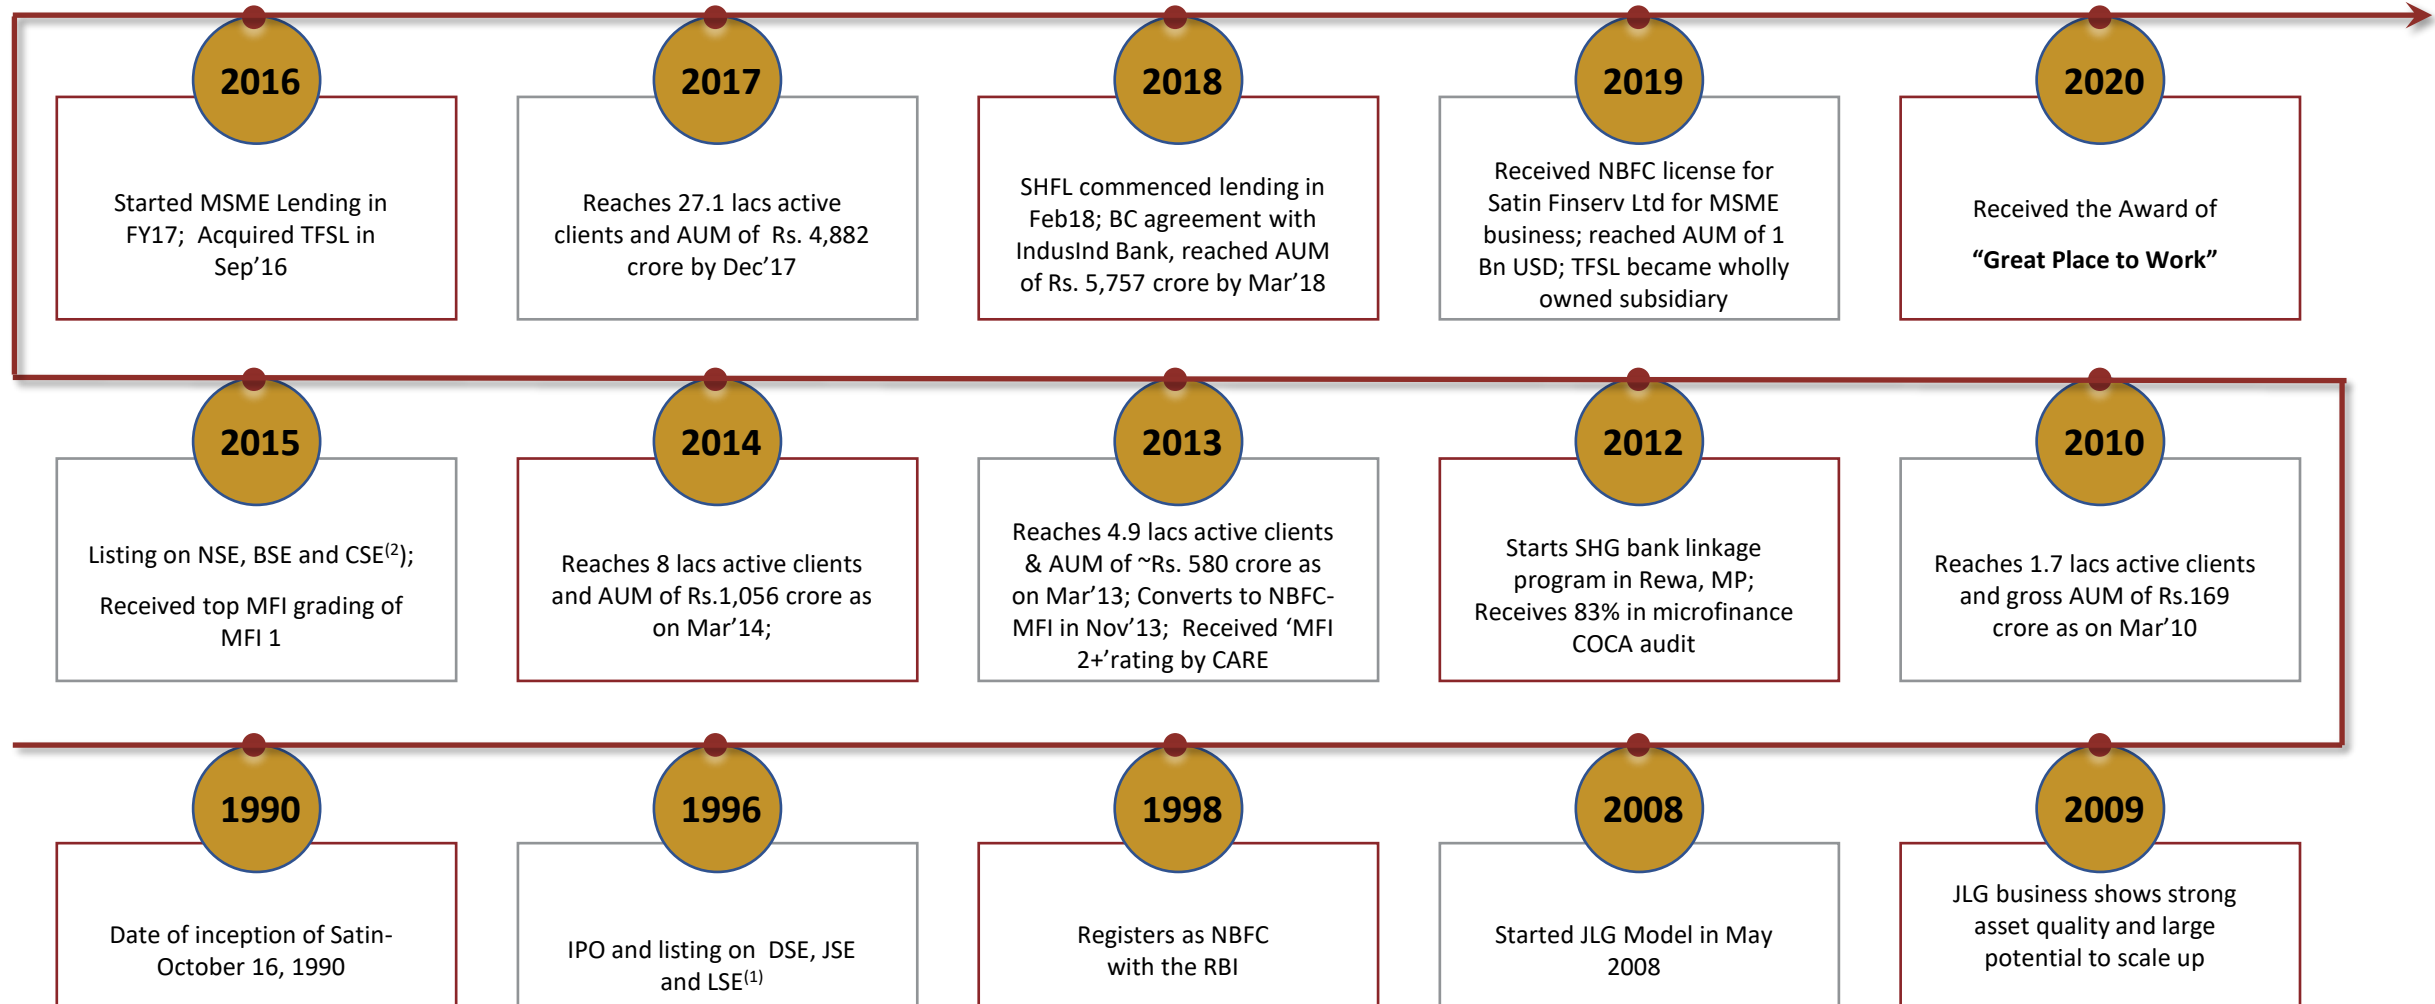 2016
Started MSME Lending in
FY17; Acquired TFSL in
Sep’16
2017
Reaches 27.1 lacs active
clients and AUM of Rs. 4,882
crore by Dec’17
2018
SHFL commenced lending in
Feb18; BC agreement with
IndusInd Bank, reached AUM
of Rs. 5,757 crore by Mar’18
2019
Received NBFC license for
Satin Finserv Ltd for MSME
business; reached AUM of 1
Bn USD; TFSL became wholly
owned subsidiary
2020
Received the Award of
“Great Place to Work”
2015
Listing on NSE, BSE and CSE(2);
Received top MFI grading of
MFI 1
2014
Reaches 8 lacs active clients
and AUM of Rs.1,056 crore as
on Mar’14;
2013
Reaches 4.9 lacs active clients
& AUM of ~Rs. 580 crore as
on Mar’13; Converts to NBFC-
MFI in Nov’13; Received ‘MFI
2+’rating by CARE
2012
Starts SHG bank linkage
program in Rewa, MP;
Receives 83% in microfinance
COCA audit
2010
Reaches 1.7 lacs active clients
and gross AUM of Rs.169
crore as on Mar’10
1990
Date of inception of Satin-
October 16, 1990
1996
IPO and listing on DSE, JSE
and LSE(1)
1998
Registers as NBFC
with the RBI
2008
Started JLG Model in May
2008
2009
JLG business shows strong
asset quality and large
potential to scale up